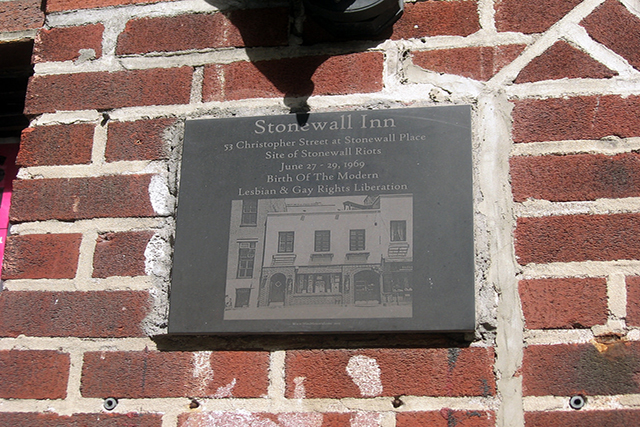 Stonewall Inn
53 Christopher Street at Stonewall Place
Site of Stonewall Riots
June 27 - 29, 1969
Birth Of The Modern
Lesbian & Gay Rights Liberation